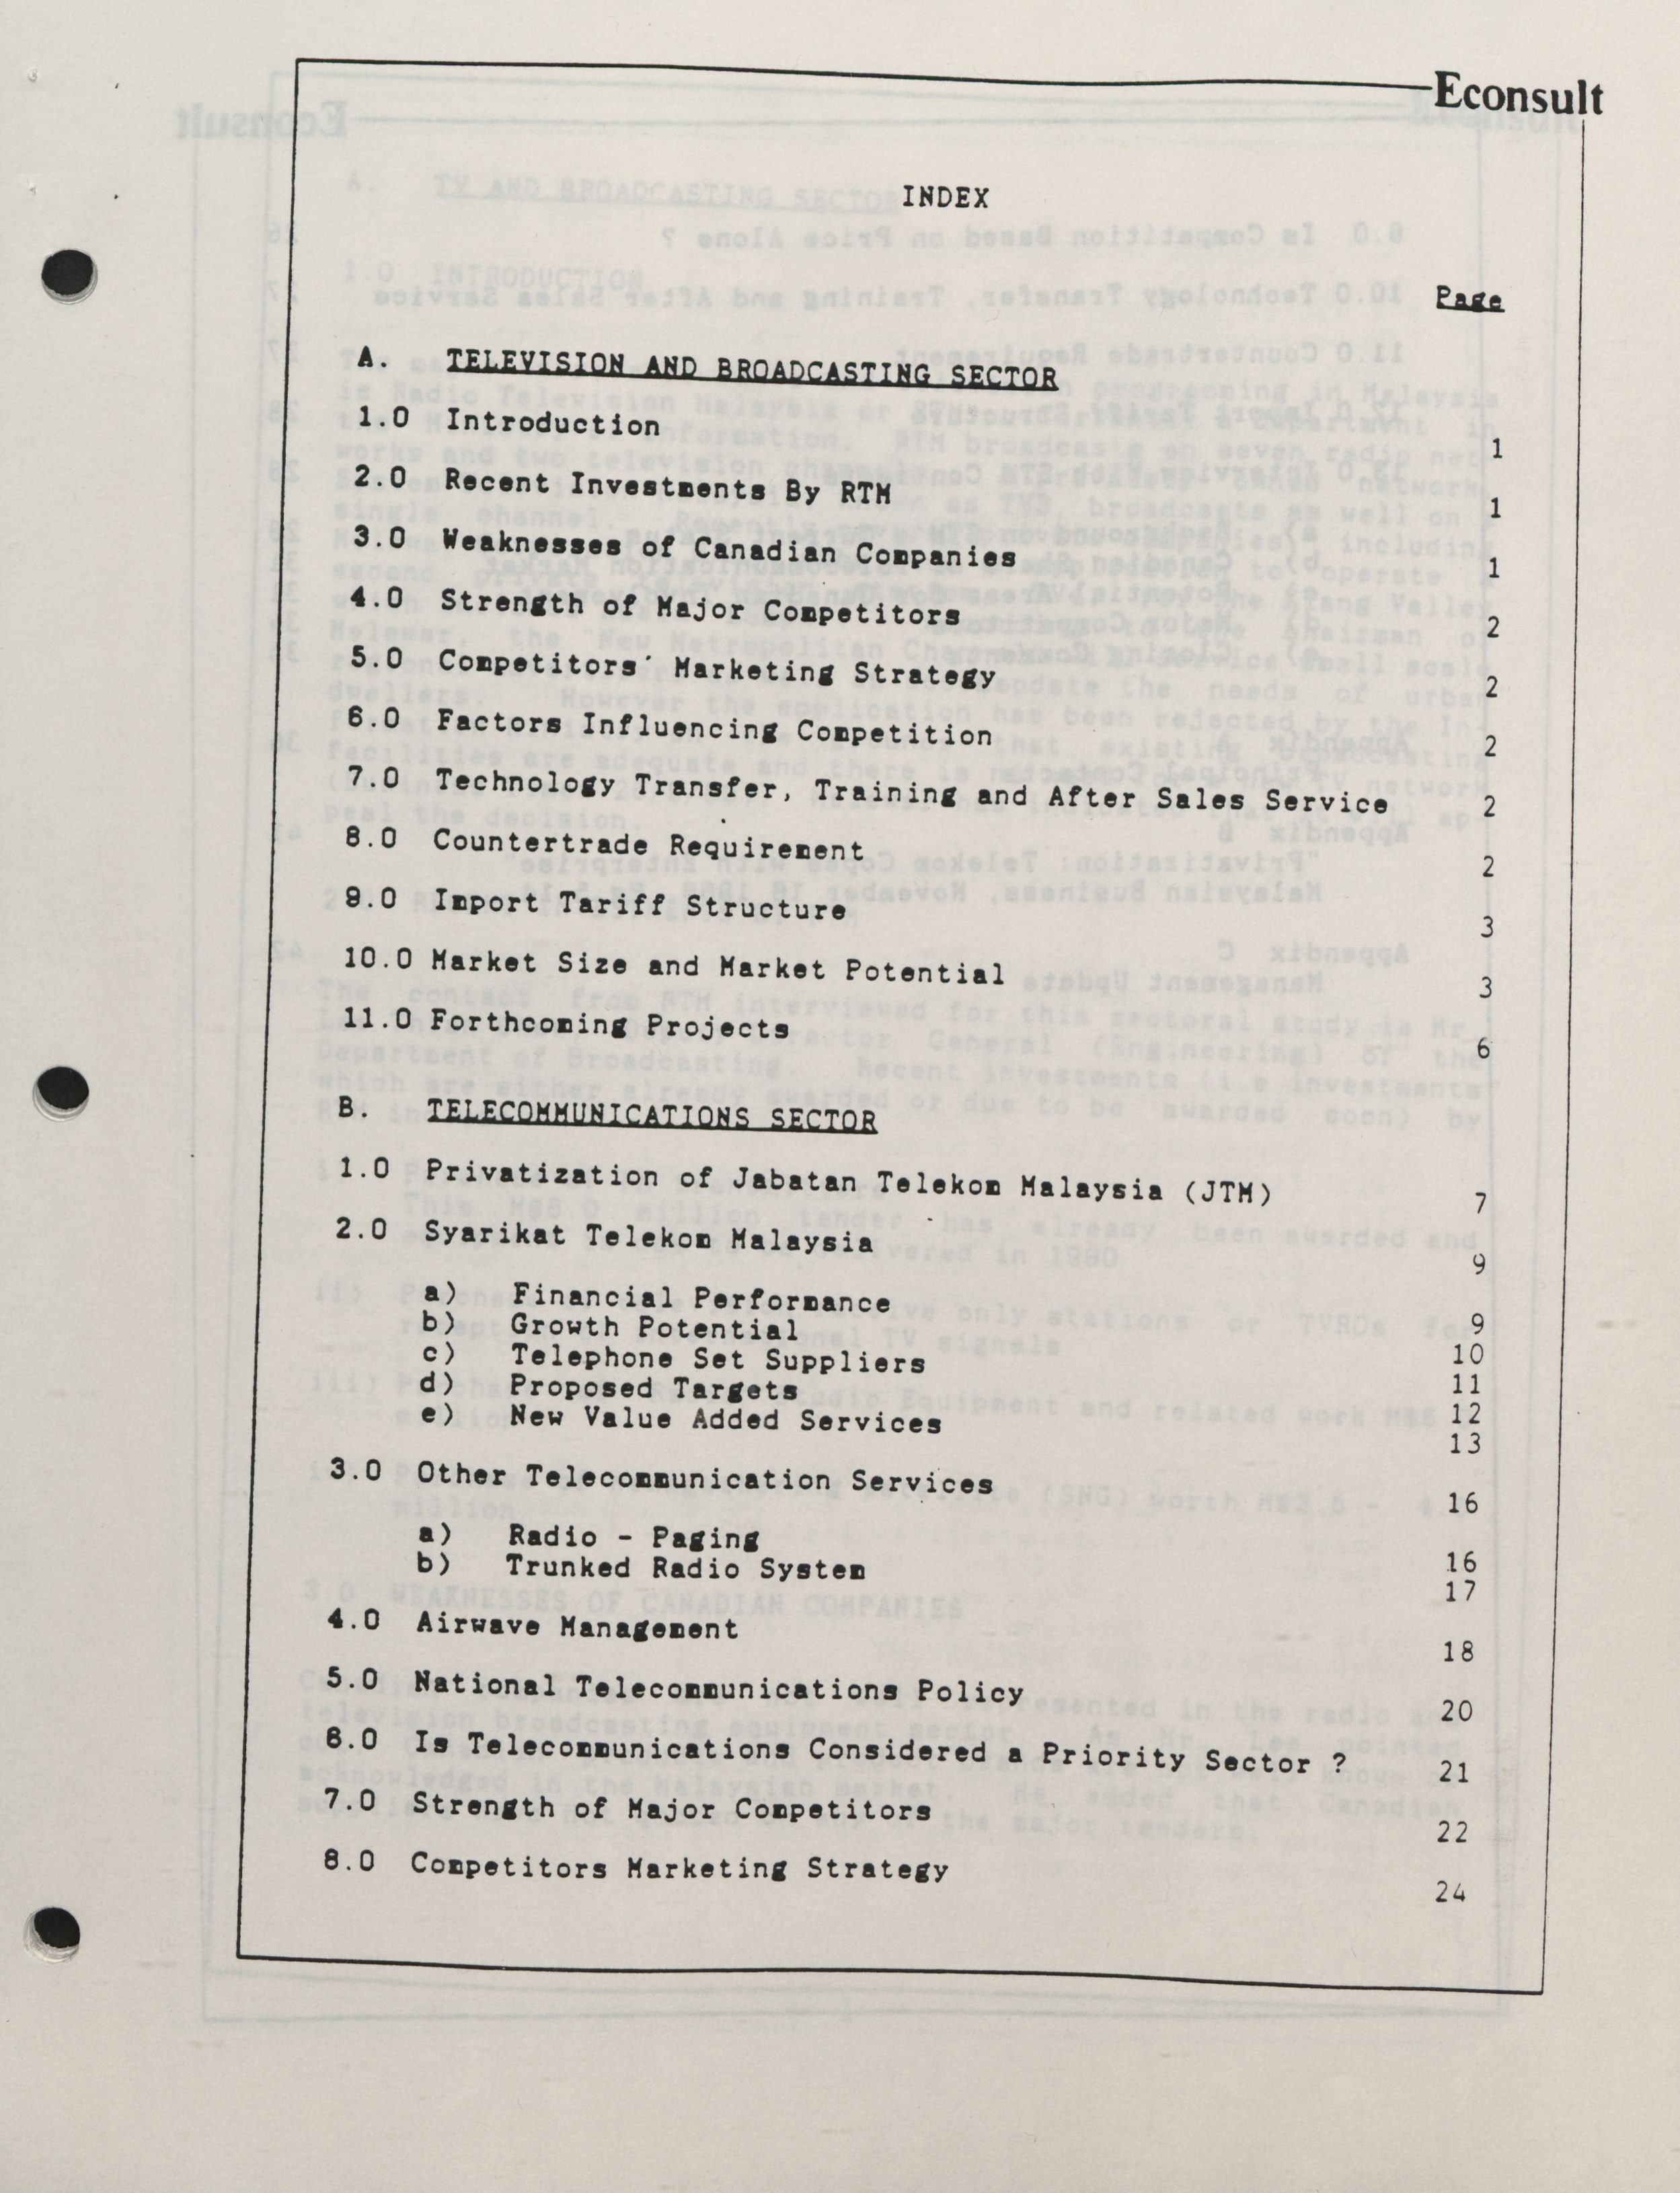 Econsult
INDEX
Page
A. TELEVISION AND BROADCASTING SECTOR
1.0 Introduction 1
2.0 Recent Investments By RTM 1
3.0 Weaknesses of Canadian Companies 1
4.0 Strength of Major Competitors 2
5.0 Competitors' Marketing Strategy 2
6.0 Factors Influencing Competition 2
7.0 Technology Transfer, Training and After Sales Service 2
8.0 Countertrade Requirement 2
9.0 Import Tariff Structure 3
10.0 Market Size and Market Potential 3
11.0 Forthcoming Projects 6
B. TELECOMMUNICATIONS SECTOR
1.0 Privatization of Jabatan Telekom Malaysia (JTM) 7
2.0 Syarikat Telekom Malaysia 9
a) Financial Performance 9
b) Growth Potential 10
c) Telephone Set Suppliers 11
d) Proposed Targets 12
e) New Value Added Services 13
3.0 Other Telecommunication Services 16
a) Radio - Paging 16
b) Trunked Radio System 17
4.0 Airwave Management 18
5.0 National Telecommunications Policy 20
6.0 Is Telecommunications Considered a Priority Sector ? 21
7.0 Strength of Major Competitors 22
8.0 Competitors Marketing Strategy 24